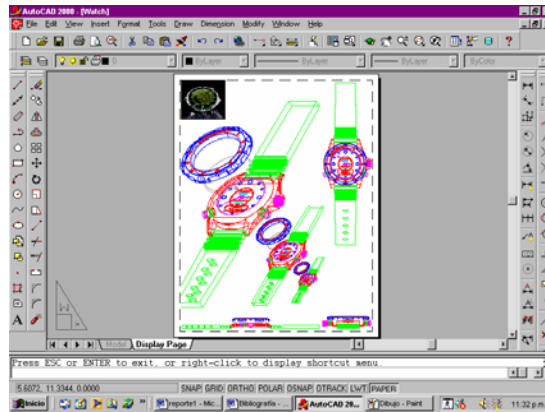 AutoCAD 2000 - [Watch]
File Edit View Insert Format Tools Draw Dimension Modify Window Help
0 ByLayer ByLayer ByLayer ByColor
W
Model Display Page
Press ESC or ENTER to exit, or right-click to display shortcut menu.
5.6072, 11.3344, 0.0000 SNAP GRID ORTHO POLAR OSNAP OTRACK LWT PAPER
Inicio reporte1 - Mic... Bibliografia - ... AutoCAD 20... Dibujo - Paint 11:32 p.m.